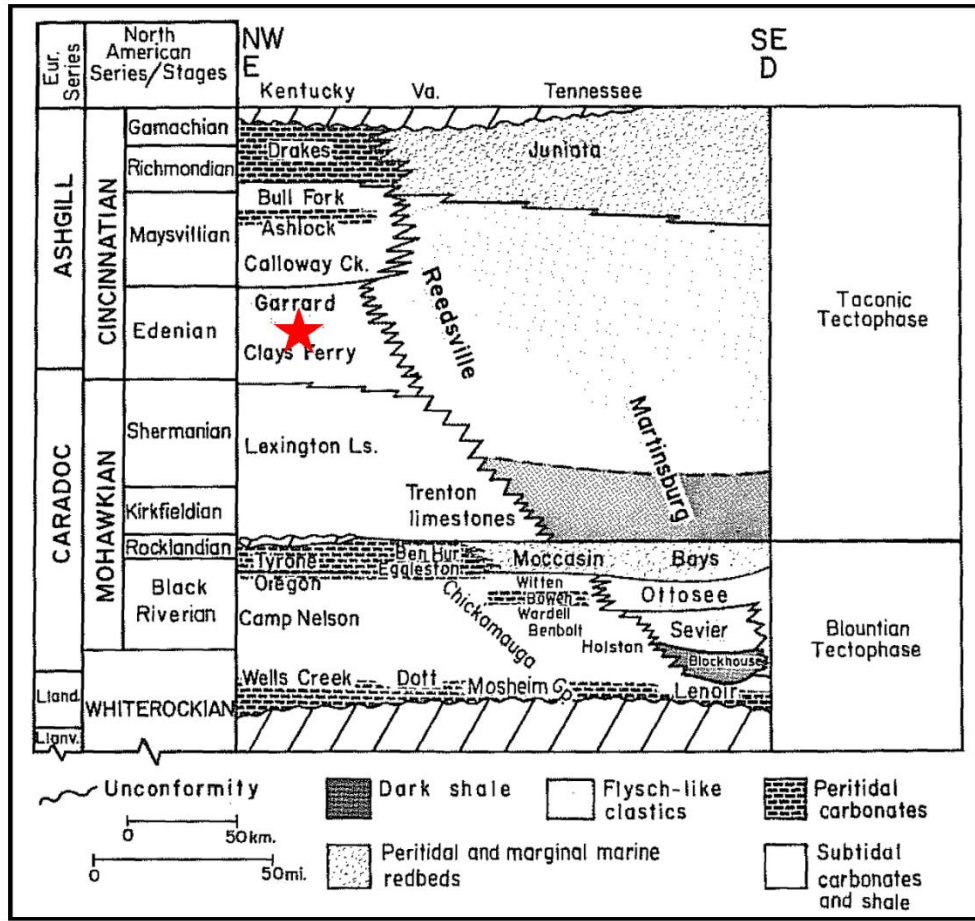 Eur. Series
North American Series/Stages
NW
E
SE
D
Kentucky Va. Tennessee
ASHGILL
CARADOC
Lland.
Llanv.
CINCINNATIAN
MOHAWKIAN
WHITEROCKIAN
Gamachian
Richmondian
Maysvillian
Edenian
Shermanian
Kirkfieldian
Rocklandian
Black
Riverian
Drakes
Juniata
Bull Fork
Ashlock
Calloway Ck.
Garrard
Clays Ferry
Reedsville
Martinsburg
Lexington Ls.
Trenton
limestones
Tyrone
Oregon
Camp Nelson
Ben Hur
Eggleston
Moccasin
Bays
Witten
Bowen
Wardell
Benbolt
Chickamauga Gp.
Holston
Ottosee
Sevier
Blockhouse
Wells Creek
Dott
Mosheim
Lenoir
Taconic
Tectophase
Blountian
Tectophase
Unconformity
0 50km.
0 50mi.
Dark shale
Flysch-like
clastics
Peritidal
carbonates
Peritidal and marginal marine
redbeds
Subtidal
carbonates
and shale